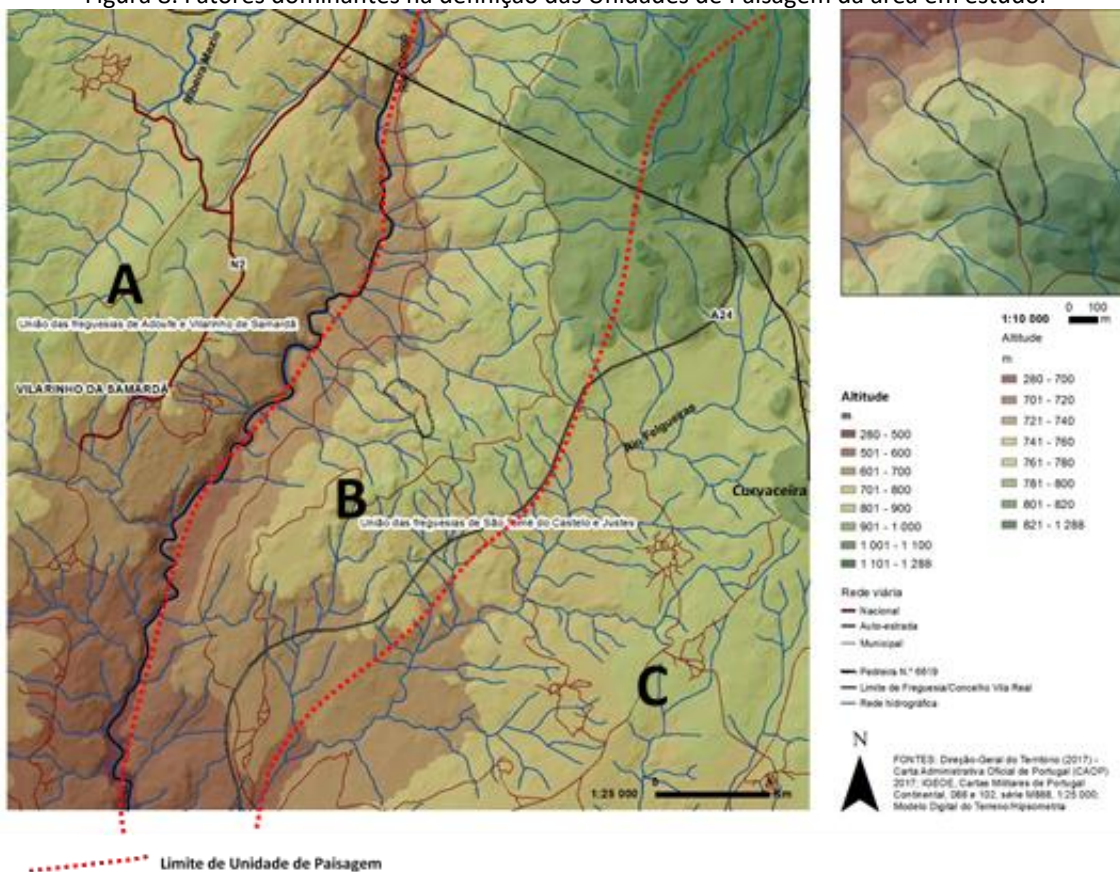 Figura 8. Fatores dominantes na definição das Unidades de Paisagem da área em estudo.
Ribeira Mezio
A
N2
União das freguesias de Adoufe e Vilarinho de Samardã
VILARINHO DA SAMARDÃ
A24
Rio Felgueiras
B
Curvaceira
União das freguesias de São Tomé do Castelo e Justes
C
1:25 000
0
Km
N
0 100
1:10 000
m
Altitude
m
280 - 700
701 - 720
721 - 740
741 - 760
761 - 780
781 - 800
801 - 820
821 - 1 288
Altitude
m
280 - 500
501 - 600
601 - 700
701 - 800
801 - 900
901 - 1 000
1 001 - 1 100
1 101 - 1 288
Rede viária
Nacional
Auto-estrada
Municipal
Pedreira N.º 6619
Limite de Freguesia/Concelho Vila Real
Rede hidrográfica
FONTES: Direção-Geral do Território (2017) -
Carta Administrativa Oficial de Portugal (CAOP)
2017; IGEOE, Cartas Militares de Portugal
Continental, 088 e 102, série M888, 1:25 000;
Modelo Digital do Terreno/Hipsometria
Limite de Unidade de Paisagem